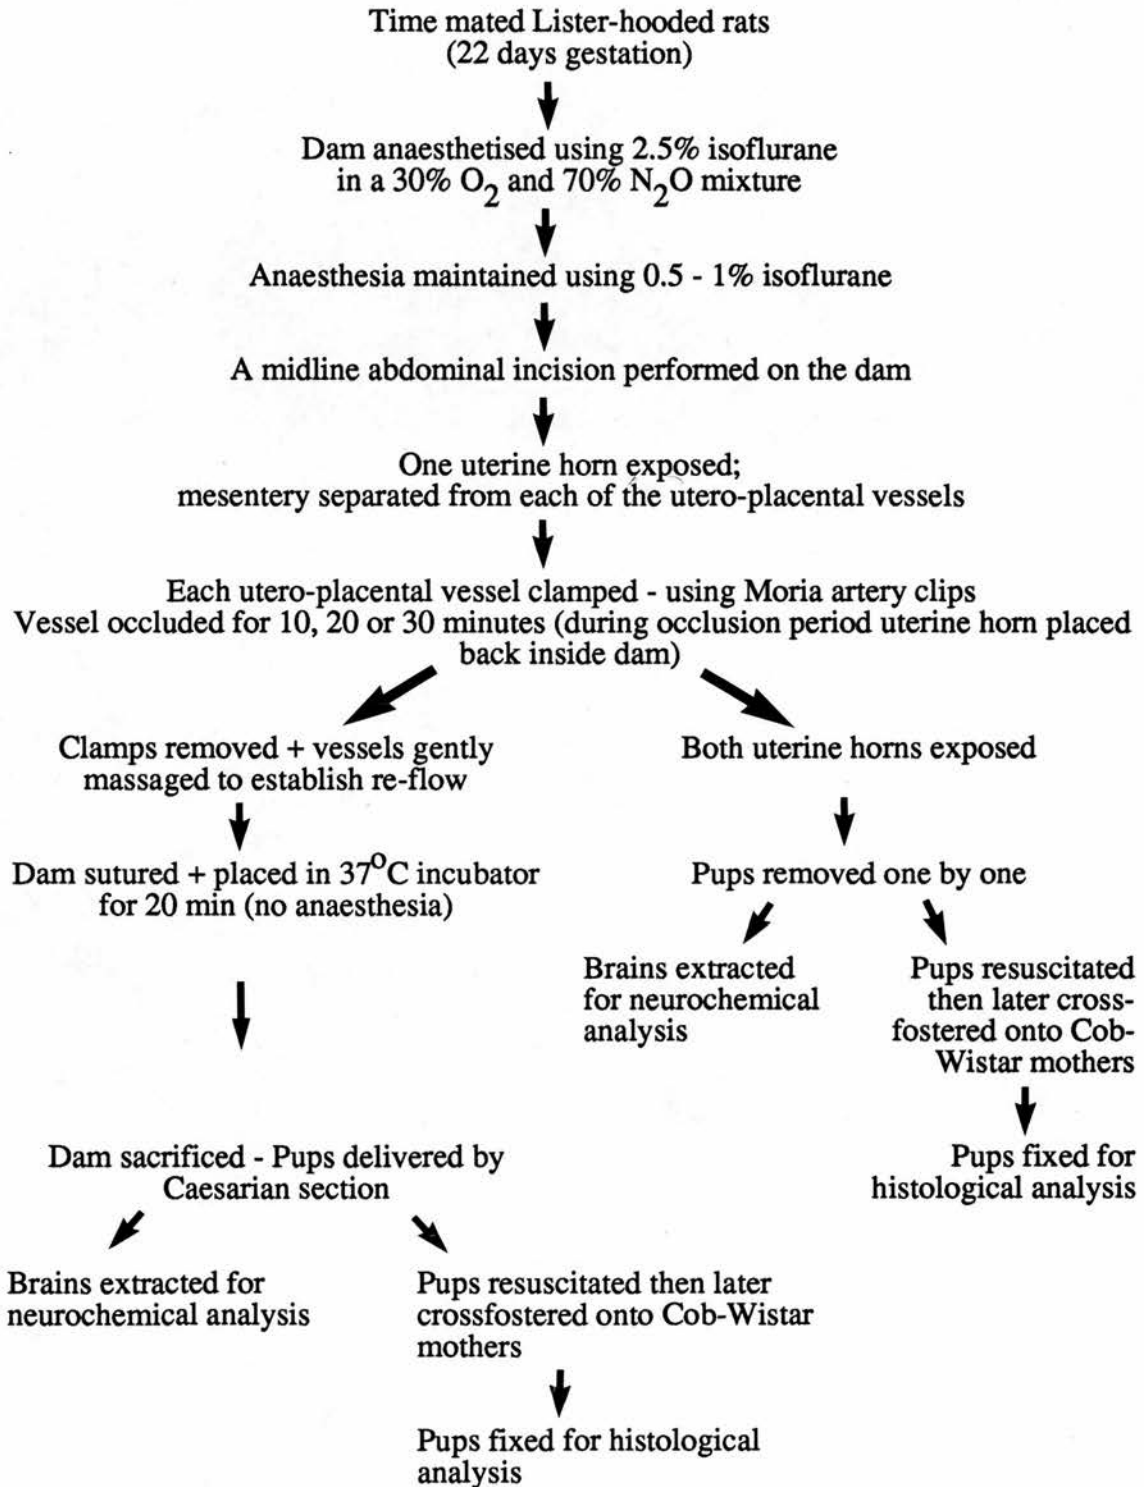 Time mated Lister-hooded rats
(22 days gestation)
Dam anaesthetised using 2.5% isoflurane
in a 30% O2 and 70% N2O mixture
Anaesthesia maintained using 0.5 - 1% isoflurane
A midline abdominal incision performed on the dam
One uterine horn exposed;
mesentery separated from each of the utero-placental vessels
Each utero-placental vessel clamped - using Moria artery clips
Vessel occluded for 10, 20 or 30 minutes (during occlusion period uterine horn placed
back inside dam)
Clamps removed + vessels gently
massaged to establish re-flow
Dam sutured + placed in 37°C incubator
for 20 min (no anaesthesia)
Dam sacrificed - Pups delivered by
Caesarian section
Brains extracted for
neurochemical analysis
Pups resuscitated then later
crossfostered onto Cob-Wistar
mothers
Pups fixed for histological
analysis
Both uterine horns exposed
Pups removed one by one
Brains extracted
for neurochemical
analysis
Pups resuscitated
then later cross-
fostered onto Cob-
Wistar mothers
Pups fixed for
histological analysis